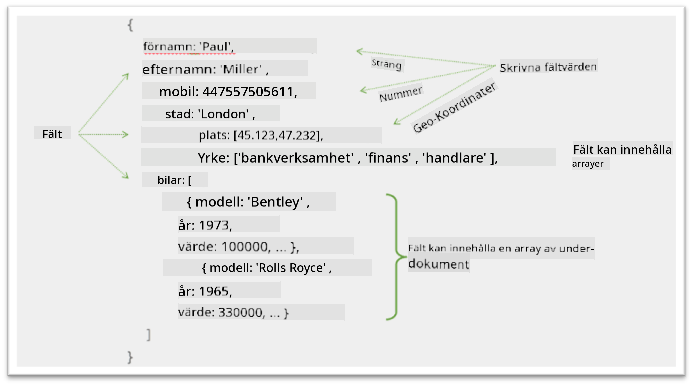 {
förnamn: 'Paul',
Sträng
Skrivna fältvärden
efternamn: 'Miller' ,
mobil: 447557505611,
Nummer
stad: 'London' ,
Geo-Koordinater
Fält
plats: [45.123,47.232],
Yrke: ['bankverksamhet' , 'finans' , 'handlare' ],
Fält kan innehålla
arrayer
bilar: [
{ modell: 'Bentley' ,
år: 1973,
värde: 100000, ... },
Fält kan innehålla en array av under-
dokument
{ modell: 'Rolls Royce' ,
år: 1965,
värde: 330000, ... }
]
}